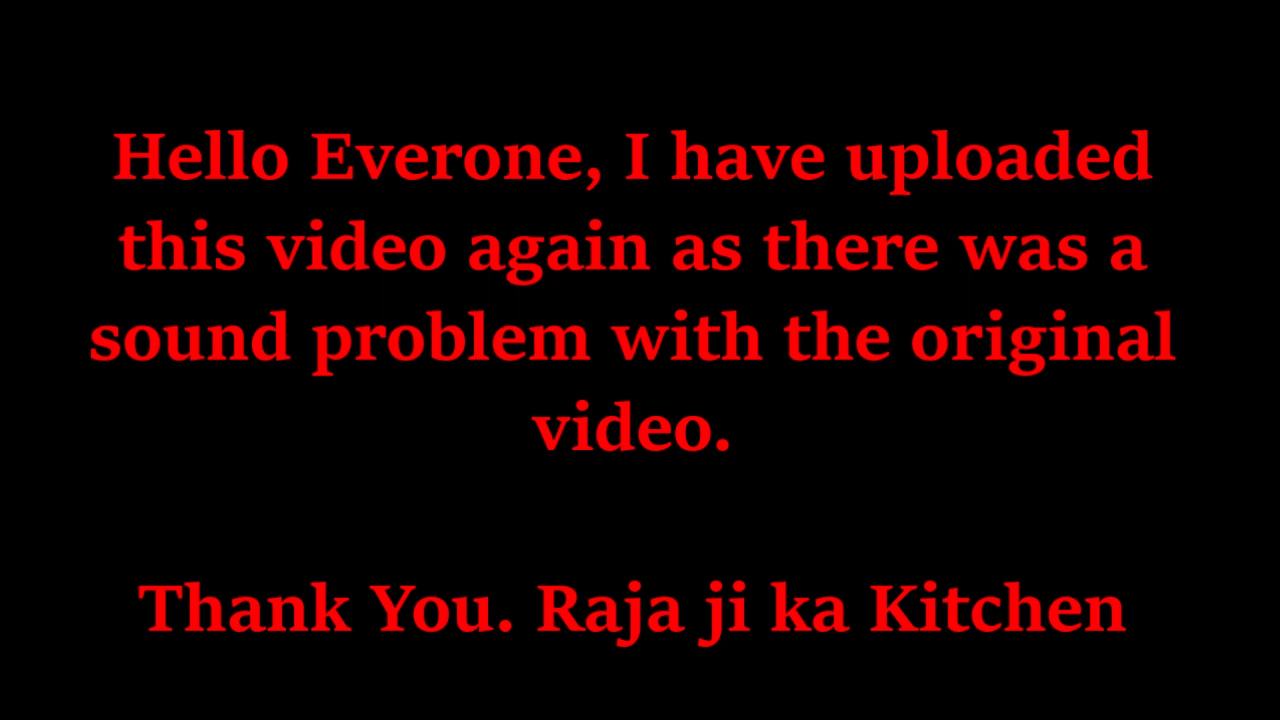 Hello Everone, I have uploaded
this video again as there was a
sound problem with the original
video.
Thank You. Raja ji ka Kitchen